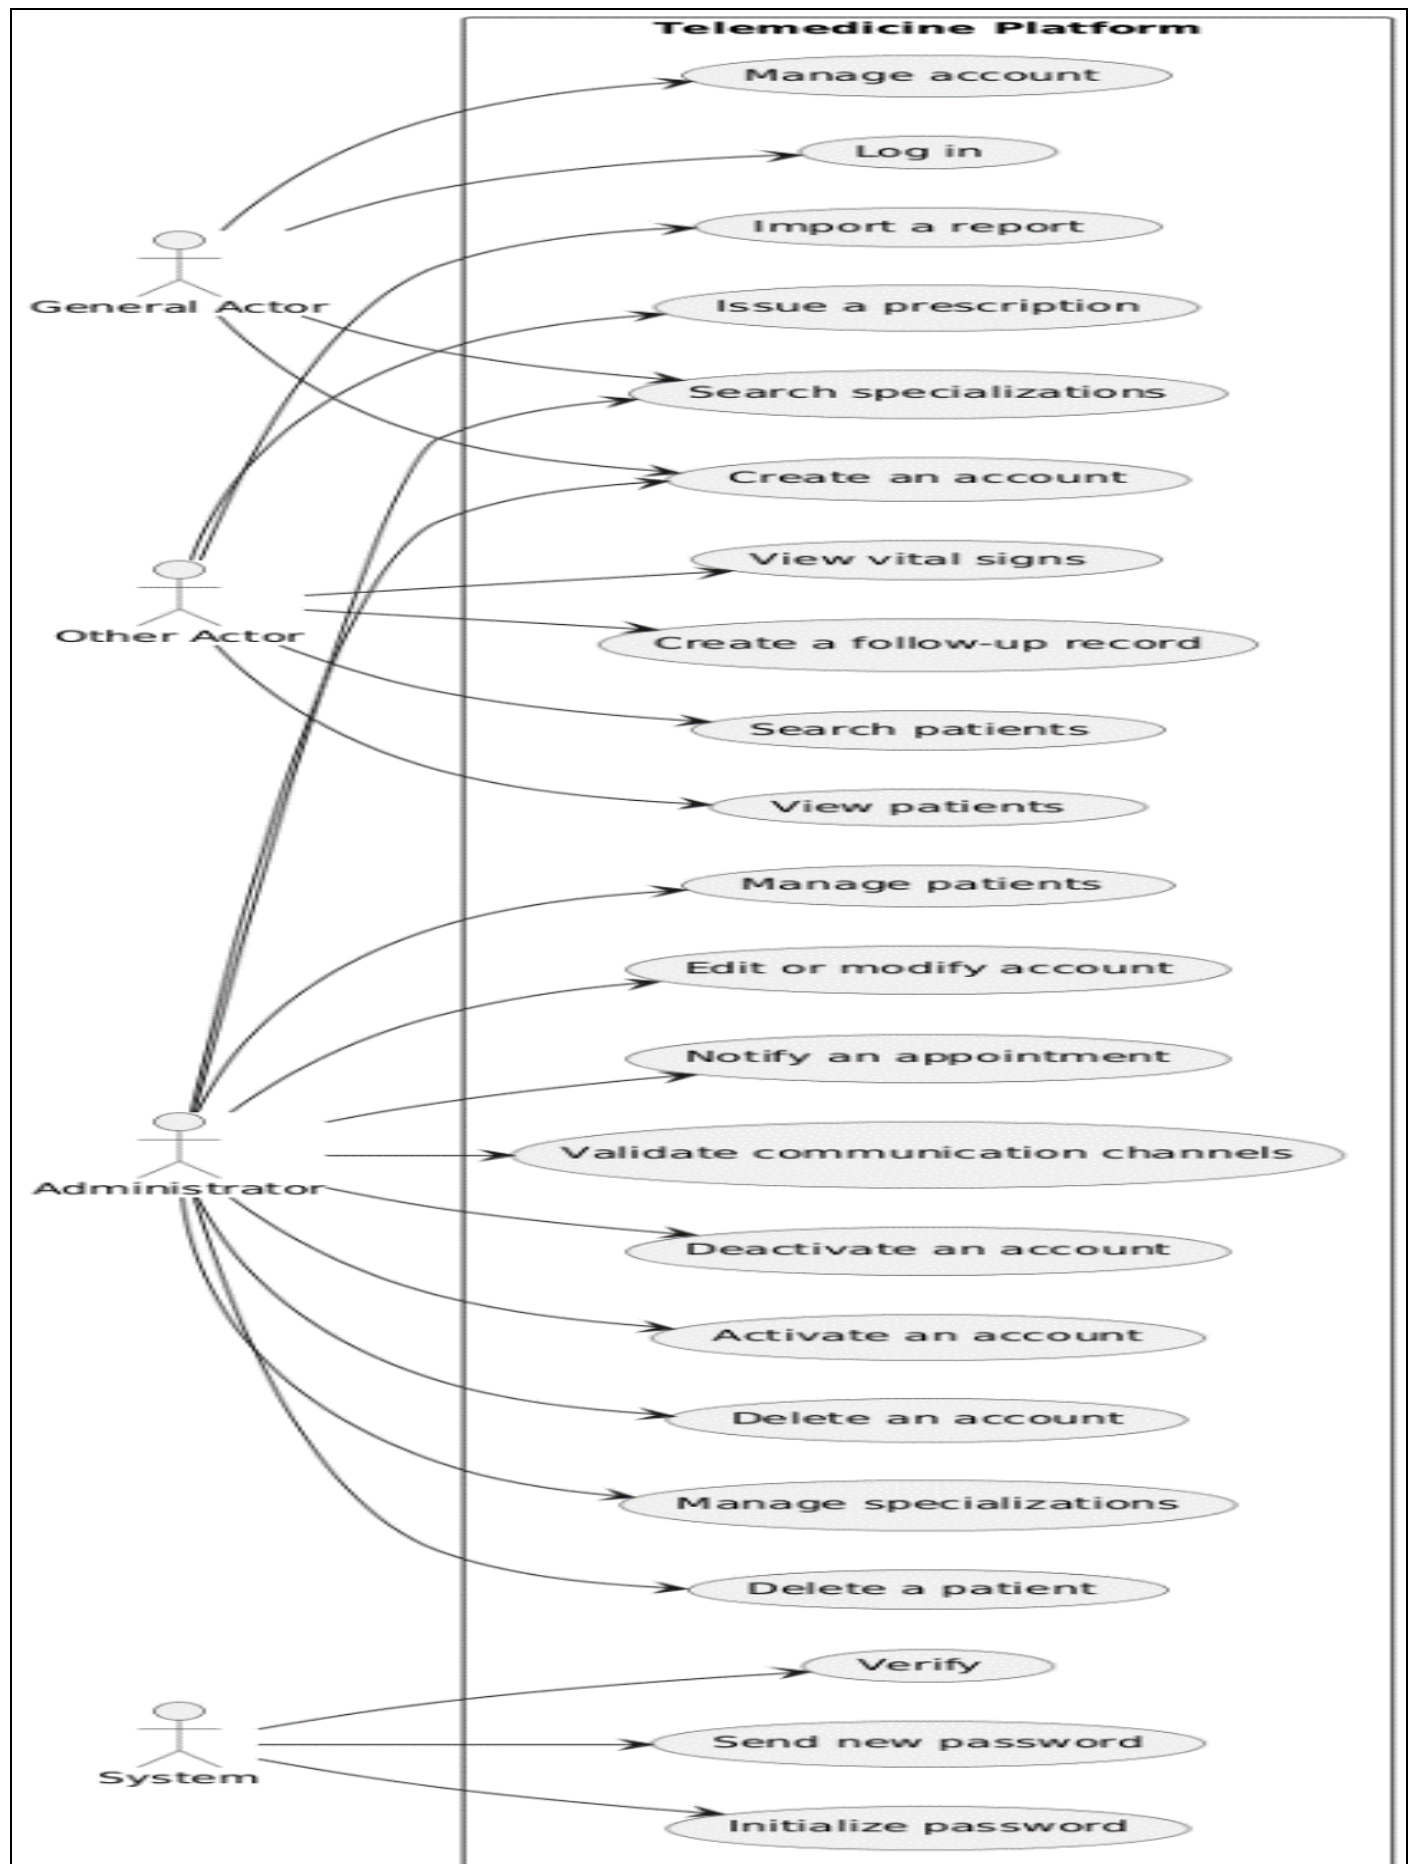 Telemedicine Platform
Manage account
Log in
Import a report
General Actor
Issue a prescription
Search specializations
Create an account
View vital signs
Other Actor
Create a follow-up record
Search patients
View patients
Manage patients
Edit or modify account
Notify an appointment
Validate communication channels
Administrator
Deactivate an account
Activate an account
Delete an account
Manage specializations
Delete a patient
Verify
Send new password
System
Initialize password